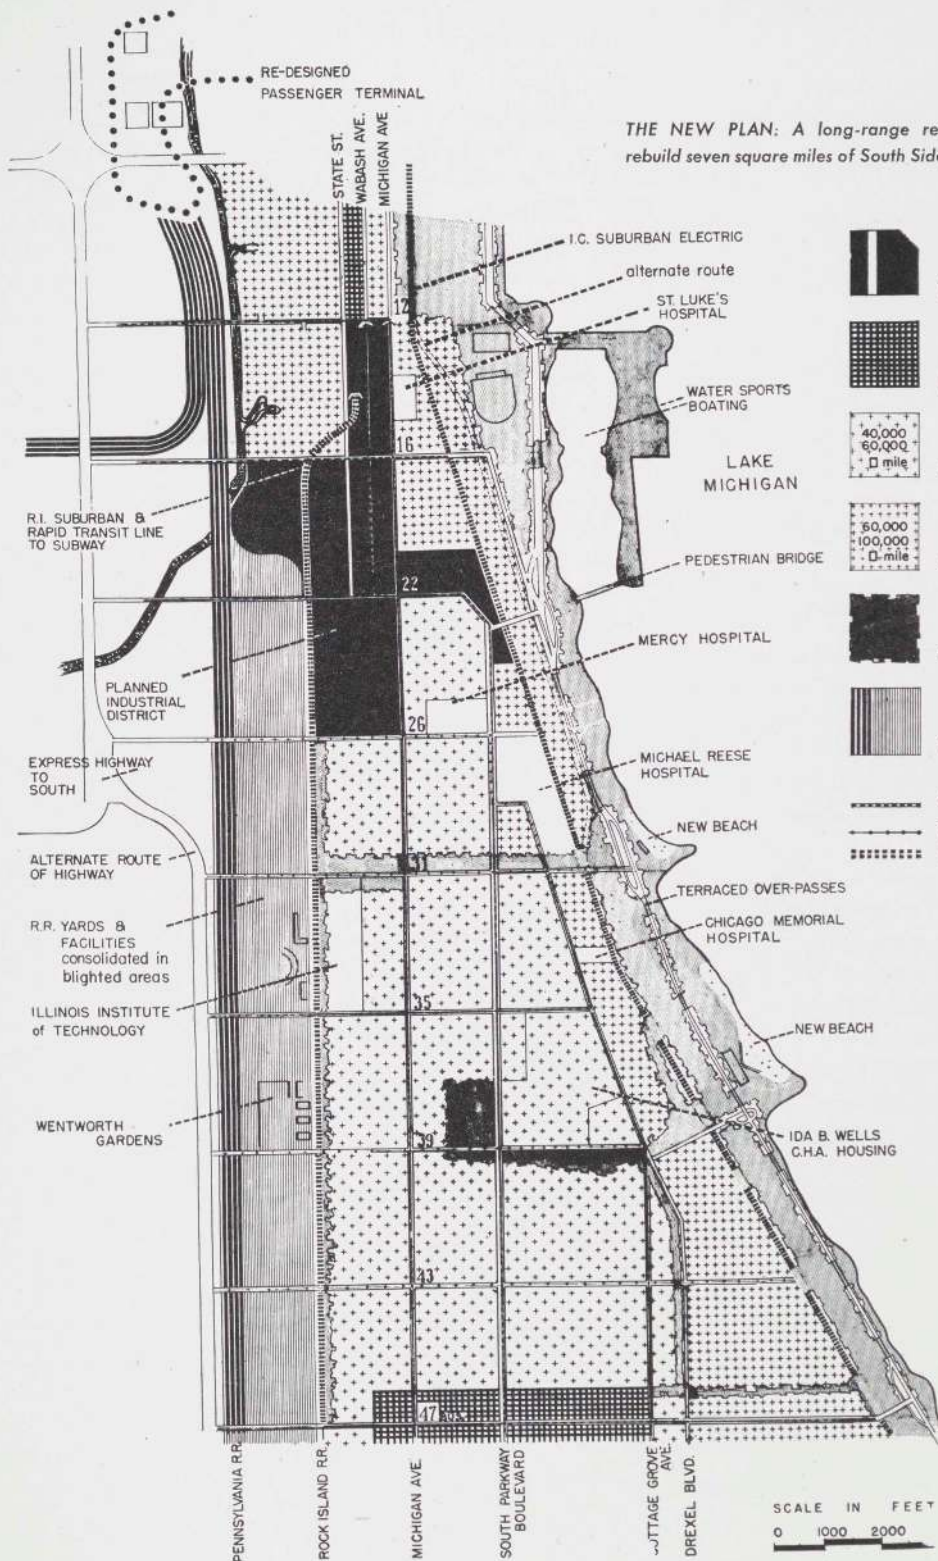 RE-DESIGNED
PASSENGER TERMINAL
THE NEW PLAN: A long-range re
rebuild seven square miles of South Side
STATE ST.
WABASH AVE.
MICHIGAN AVE
I.C. SUBURBAN ELECTRIC
alternate route
ST. LUKE'S
HOSPITAL
12
WATER SPORTS
BOATING
LAKE
MICHIGAN
40,000
60,000
□ mile
60,000
100,000
□ mile
16
R.I. SUBURBAN &
RAPID TRANSIT LINE
TO SUBWAY
PEDESTRIAN BRIDGE
22
MERCY HOSPITAL
PLANNED
INDUSTRIAL
DISTRICT
26
EXPRESS HIGHWAY
TO
SOUTH
MICHAEL REESE
HOSPITAL
NEW BEACH
31
ALTERNATE ROUTE
OF HIGHWAY
TERRACED OVER-PASSES
R.R. YARDS &
FACILITIES
consolidated in
blighted areas
CHICAGO MEMORIAL
HOSPITAL
35
ILLINOIS INSTITUTE
of TECHNOLOGY
NEW BEACH
WENTWORTH
GARDENS
39
IDA B. WELLS
C.H.A. HOUSING
43
47
PENNSYLVANIA R.R.
ROCK ISLAND R.R.
MICHIGAN AVE.
SOUTH PARKWAY
BOULEVARD
OTTAGE GROVE
AVE.
DREXEL BLVD.
SCALE IN FEET
0 1000 2000